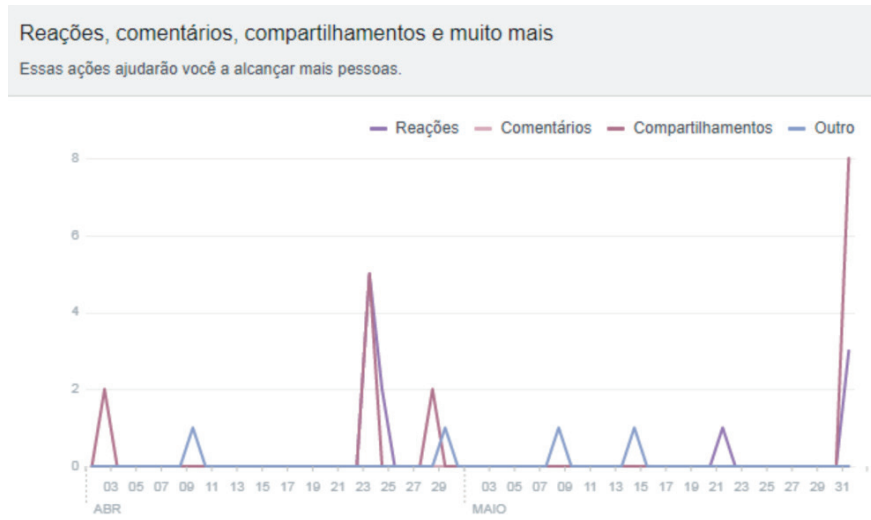 Reações, comentários, compartilhamentos e muito mais
Essas ações ajudarão você a alcançar mais pessoas.
Reações Comentários Compartilhamentos Outro
8
6
4
2
0
03 05 07 09 11 13 15 17 19 21 23 25 27 29 03 05 07 09 11 13 15 17 19 21 23 25 27 29 31
ABR MAIO